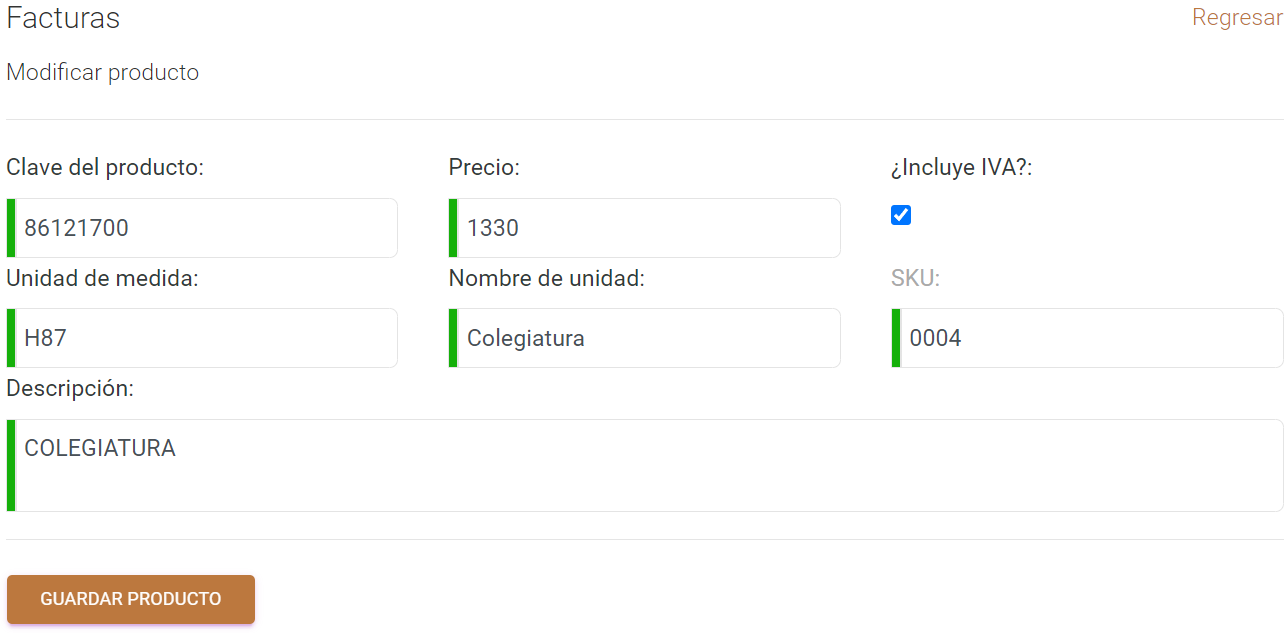 Facturas
Regresar
Modificar producto
Clave del producto:
Precio:
¿Incluye IVA?:
86121700
1330
Unidad de medida:
Nombre de unidad:
SKU:
H87
Colegiatura
0004
Descripción:
COLEGIATURA
GUARDAR PRODUCTO